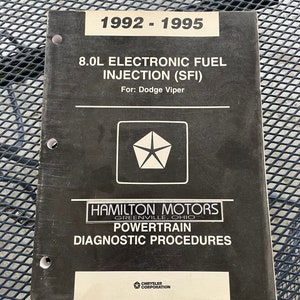 1992 - 1995
8.0L ELECTRONIC FUEL
INJECTION (SFI)
For: Dodge Viper
HAMILTON MOTORS
GREENVILLE, OHIO
POWERTRAIN
DIAGNOSTIC PROCEDURES
CHRYSLER
CORPORATION